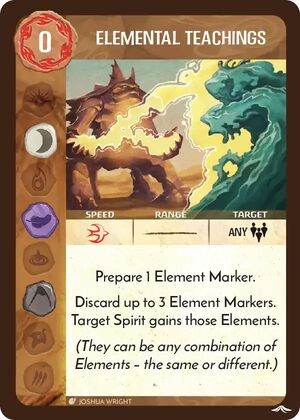 0
ELEMENTAL TEACHINGS
SPEED RANGE TARGET
ANY
Prepare 1 Element Marker.
Discard up to 3 Element Markers.
Target Spirit gains those Elements.
(They can be any combination of
Elements – the same or different.)
JOSHUA WRIGHT